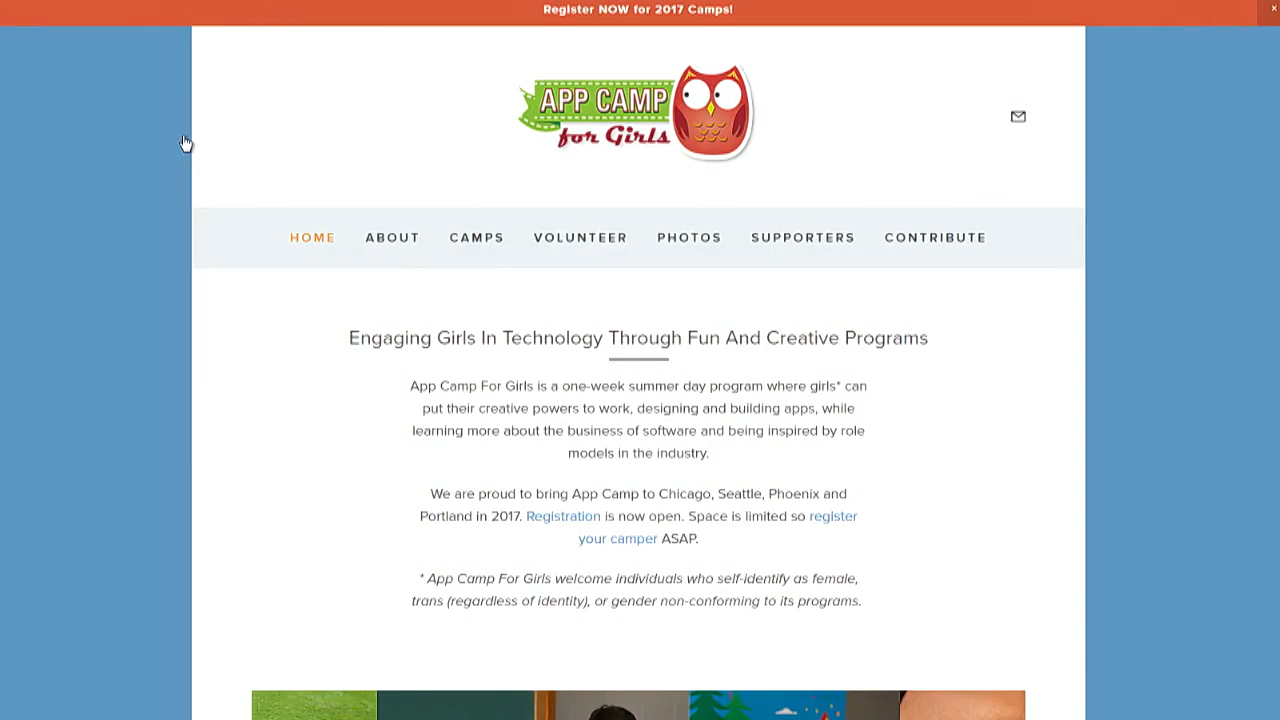 Register NOW for 2017 Camps!
×
APP CAMP
for Girls
HOME ABOUT CAMPS VOLUNTEER PHOTOS SUPPORTERS CONTRIBUTE
Engaging Girls In Technology Through Fun And Creative Programs
App Camp For Girls is a one-week summer day program where girls* can
put their creative powers to work, designing and building apps, while
learning more about the business of software and being inspired by role
models in the industry.
We are proud to bring App Camp to Chicago, Seattle, Phoenix and
Portland in 2017. Registration is now open. Space is limited so register
your camper ASAP.
* App Camp For Girls welcome individuals who self-identify as female,
trans (regardless of identity), or gender non-conforming to its programs.